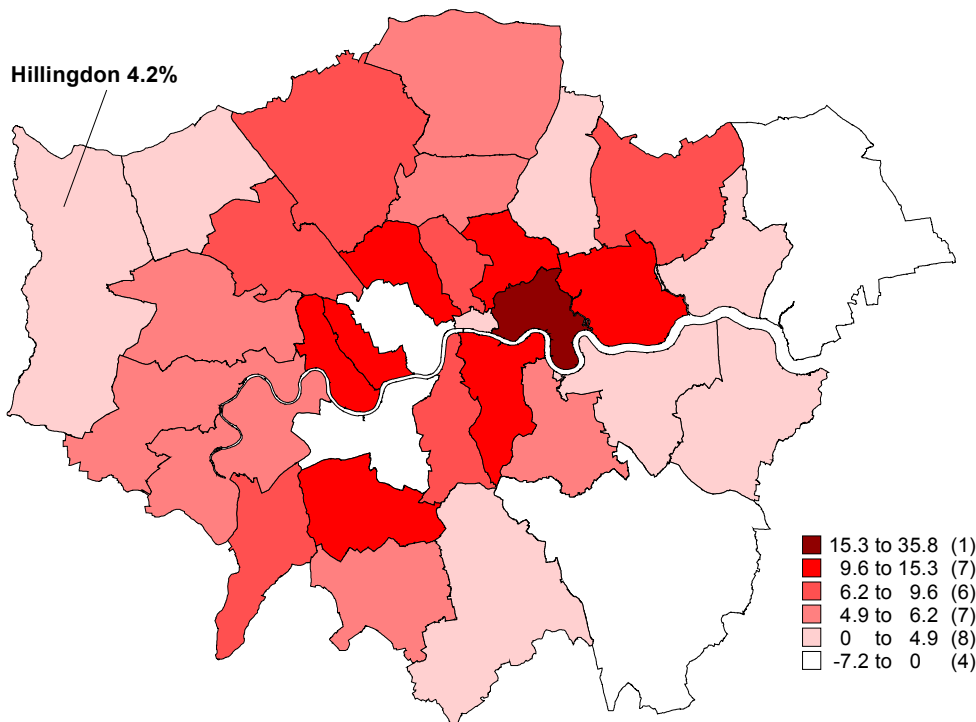 Hillingdon 4.2%
15.3 to 35.8 (1)
9.6 to 15.3 (7)
6.2 to 9.6 (6)
4.9 to 6.2 (7)
0 to 4.9 (8)
-7.2 to 0 (4)